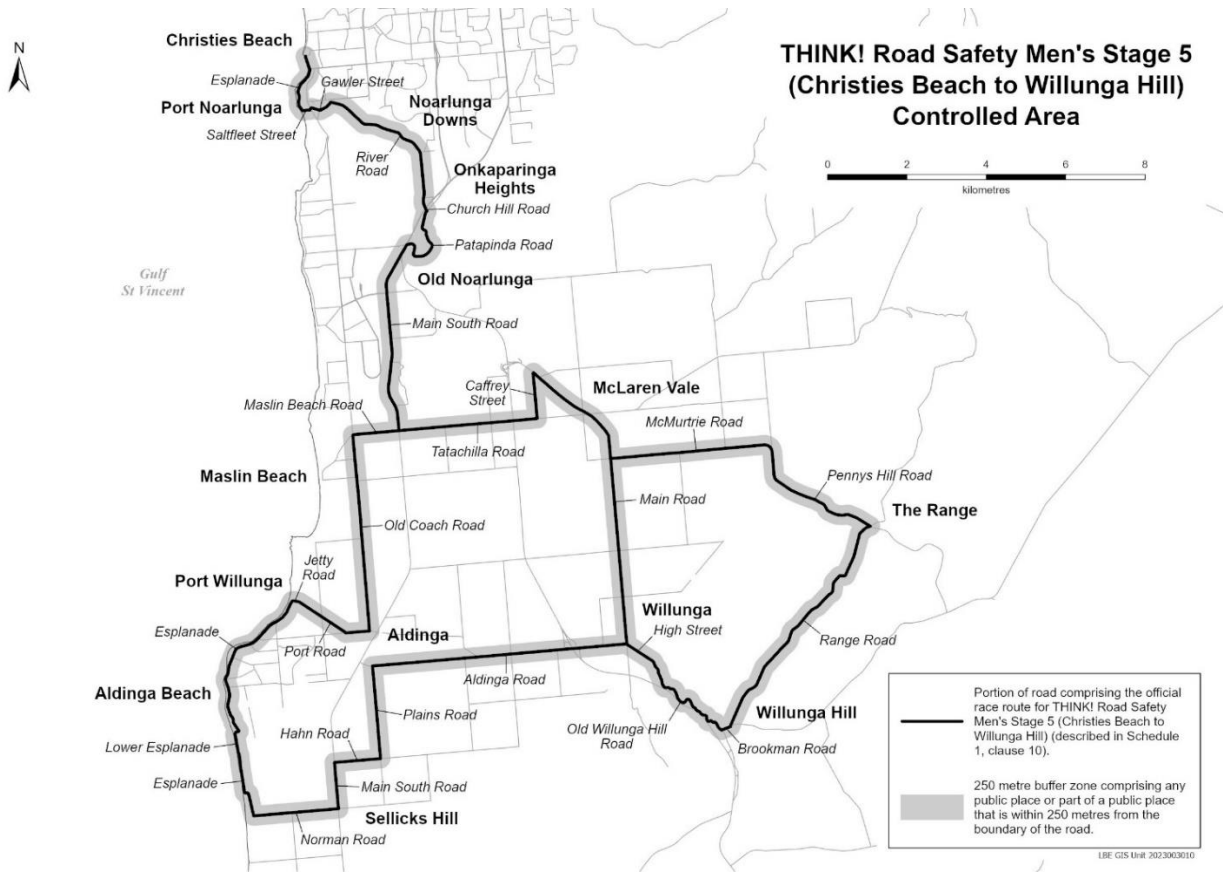 THINK! Road Safety Men's Stage 5
(Christies Beach to Willunga Hill)
Controlled Area
N
0 2 4 6 8
kilometres
Christies Beach
Esplanade
Gawler Street
Port Noarlunga
Noarlunga
Downs
Saltfleet Street
River
Road
Onkaparinga
Heights
Church Hill Road
Patapinda Road
Gulf
St Vincent
Old Noarlunga
Main South Road
Caffrey
Street
McLaren Vale
Maslin Beach Road
McMurtrie Road
Tatachilla Road
Maslin Beach
Pennys Hill Road
Main Road
The Range
Old Coach Road
Jetty
Road
Port Willunga
Willunga
High Street
Esplanade
Aldinga
Range Road
Port Road
Aldinga Road
Aldinga Beach
Plains Road
Willunga Hill
Hahn Road
Old Willunga Hill
Road
Lower Esplanade
Brookman Road
Esplanade
Main South Road
Sellicks Hill
Norman Road
Portion of road comprising the official
race route for THINK! Road Safety
Men's Stage 5 (Christies Beach to
Willunga Hill) (described in Schedule
1, clause 10).
250 metre buffer zone comprising any
public place or part of a public place
that is within 250 metres from the
boundary of the road.
LBE GIS Unit 2023003010